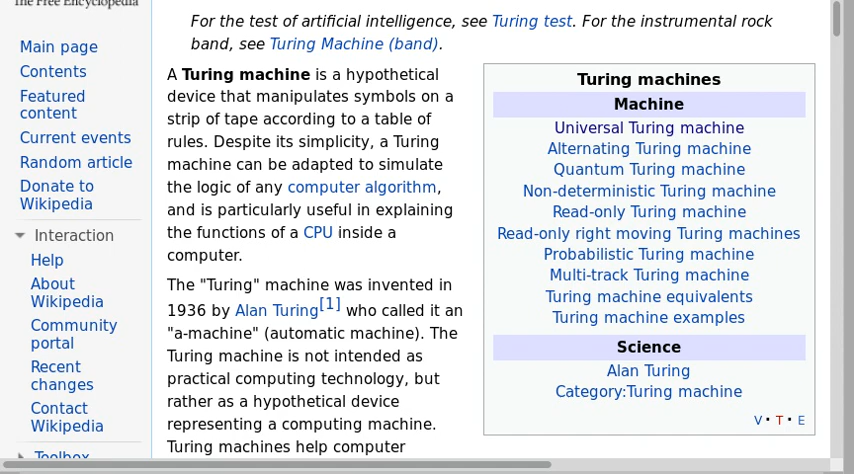 The Free Encyclopedia
Main page
Contents
Featured
content
Current events
Random article
Donate to
Wikipedia
Interaction
Help
About
Wikipedia
Community
portal
Recent
changes
Contact
Wikipedia
Toolbox
For the test of artificial intelligence, see Turing test. For the instrumental rock
band, see Turing Machine (band).
A Turing machine is a hypothetical
device that manipulates symbols on a
strip of tape according to a table of
rules. Despite its simplicity, a Turing
machine can be adapted to simulate
the logic of any computer algorithm,
and is particularly useful in explaining
the functions of a CPU inside a
computer.
The "Turing" machine was invented in
1936 by Alan Turing[1] who called it an
"a-machine" (automatic machine). The
Turing machine is not intended as
practical computing technology, but
rather as a hypothetical device
representing a computing machine.
Turing machines help computer
Turing machines
Machine
Universal Turing machine
Alternating Turing machine
Quantum Turing machine
Non-deterministic Turing machine
Read-only Turing machine
Read-only right moving Turing machines
Probabilistic Turing machine
Multi-track Turing machine
Turing machine equivalents
Turing machine examples
Science
Alan Turing
Category:Turing machine
V · T · E